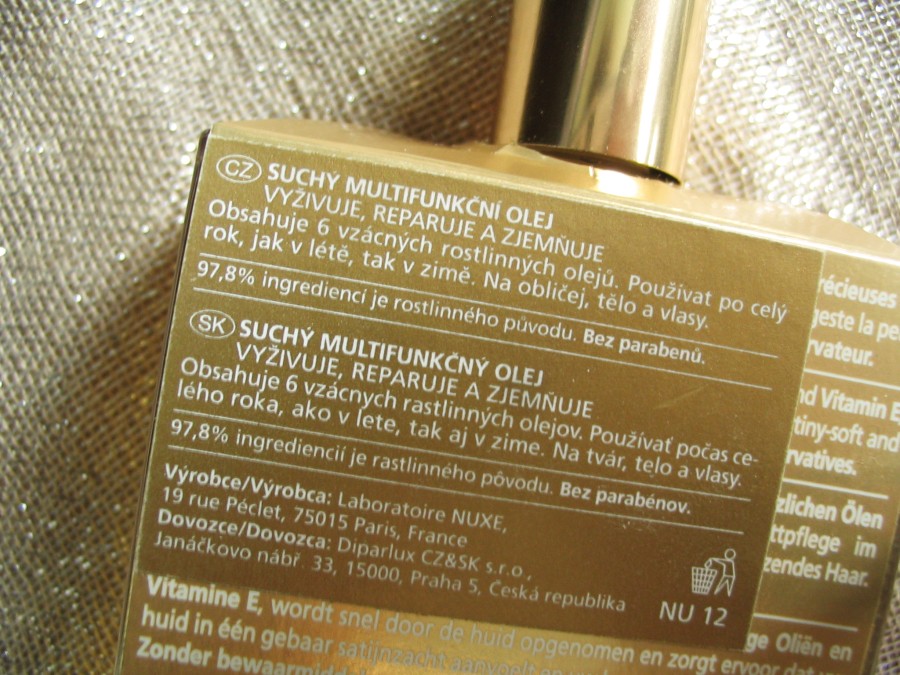 CZ SUCHÝ MULTIFUNKČNÍ OLEJ
VYŽIVUJE, REPARUJE A ZJEMŇUJE
Obsahuje 6 vzácných rostlinných olejů. Používat po celý
rok, jak v létě, tak v zimě. Na obličej, tělo a vlasy.
97,8% ingrediencí je rostlinného původu. Bez parabenů.
SK SUCHÝ MULTIFUNKČNÝ OLEJ
VYŽIVUJE, REPARUJE A ZJEMŇUJE
Obsahuje 6 vzácnych rastlinných olejov. Používať počas ce-
lého roka, ako v lete, tak aj v zime. Na tvár, telo a vlasy.
97,8% ingrediencií je rastlinného pôvodu. Bez parabénov.
Výrobce/Výrobca: Laboratoire NUXE,
19 rue Péclet, 75015 Paris, France
Dovozce/Dovozca: Diparlux CZ&SK s.r.o.,
Janáčkovo nábř. 33, 15000, Praha 5, Česká republika
NU 12
précieuses
geste la
Vitamin E
tiny-soft and
Ölen
im
Haar.
Vitamine E, wordt snel door de huid opgenomen en zorgt ervoor dat
huid in één gebaar satijnzacht aanvoelt en
Oliën en
Zonder